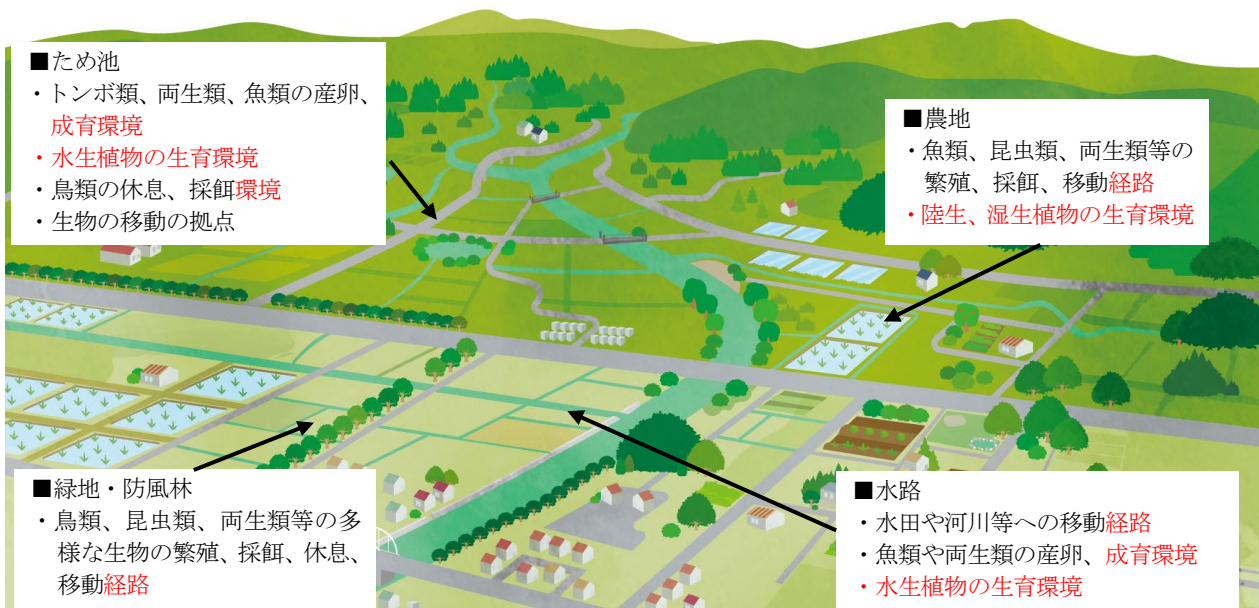 ■ため池
・トンボ類、両生類、魚類の産卵、
成育環境
・水生植物の生育環境
・鳥類の休息、採餌環境
・生物の移動の拠点
■農地
・魚類、昆虫類、両生類等の
繁殖、採餌、移動経路
・陸生、湿生植物の生育環境
■緑地・防風林
・鳥類、昆虫類、両生類等の多
様な生物の繁殖、採餌、休息、
移動経路
■水路
・水田や河川等への移動経路
・魚類や両生類の産卵、成育環境
・水生植物の生育環境